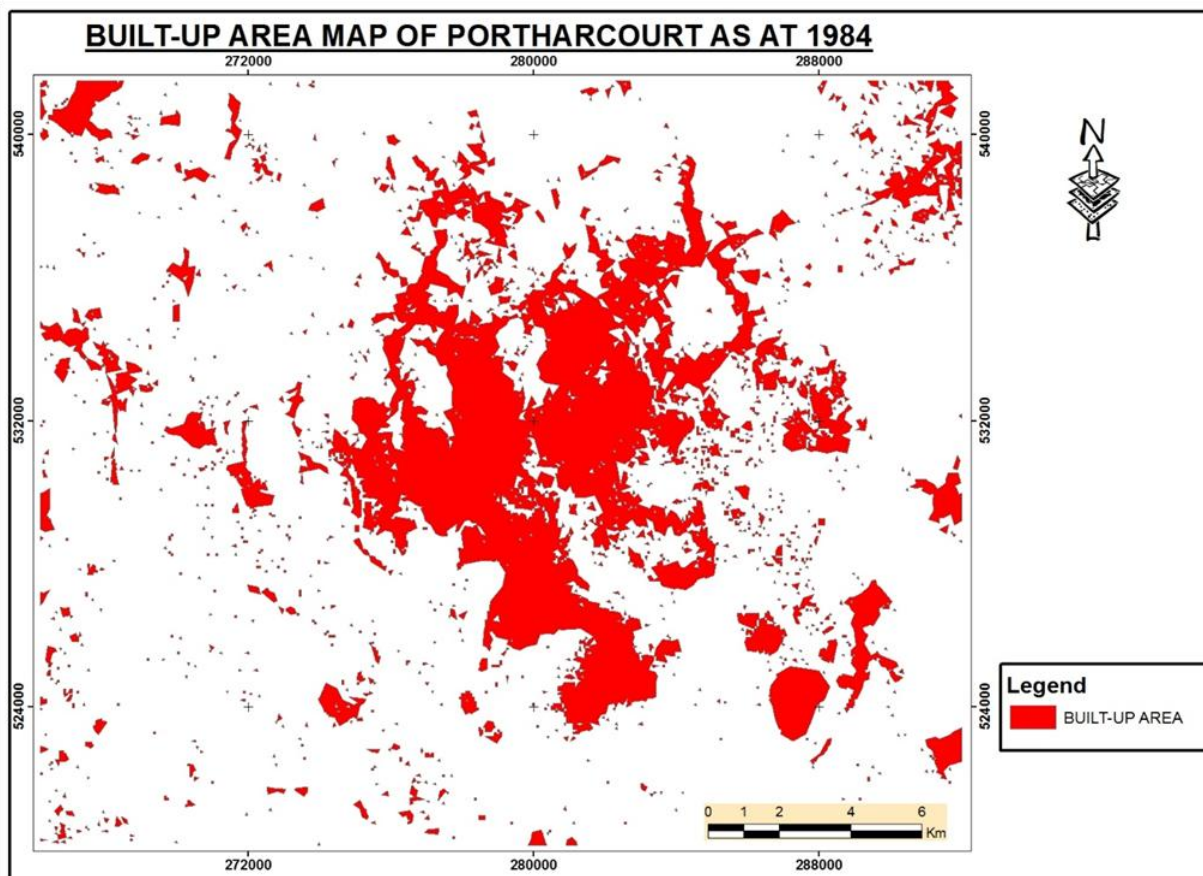 BUILT-UP AREA MAP OF PORTHARCOURT AS AT 1984
272000 280000 288000
540000 540000
N
532000 532000
524000 524000
Legend
BUILT-UP AREA
0 1 2 4 6
Km
272000 280000 288000